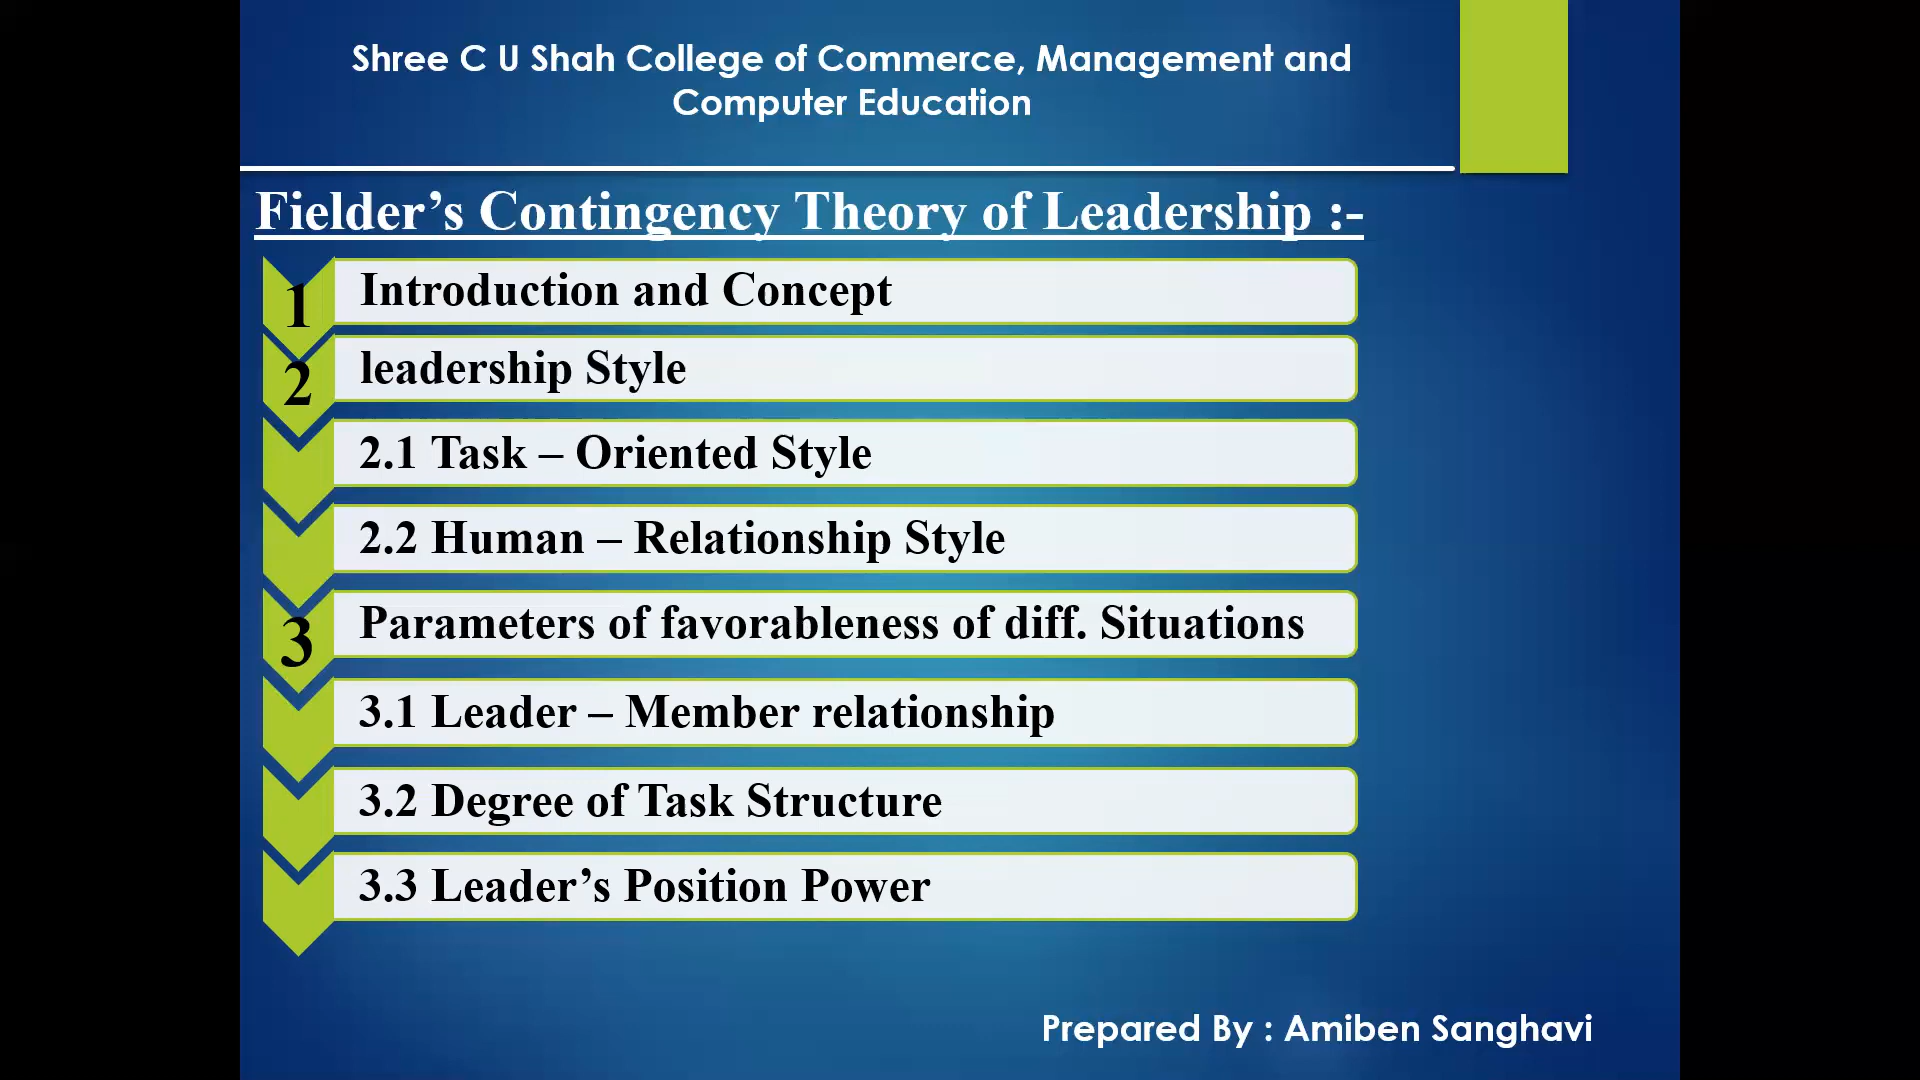 Shree C U Shah College of Commerce, Management and
Computer Education
Fielder’s Contingency Theory of Leadership :-
1 Introduction and Concept
2 leadership Style
2.1 Task – Oriented Style
2.2 Human – Relationship Style
3 Parameters of favorableness of diff. Situations
3.1 Leader – Member relationship
3.2 Degree of Task Structure
3.3 Leader’s Position Power
Prepared By : Amiben Sanghavi